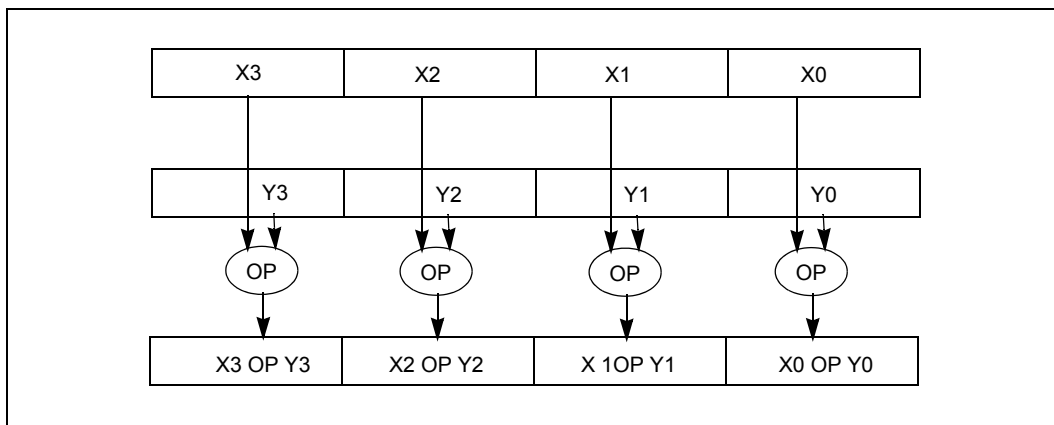 X3 X2 X1 X0
Y3 Y2 Y1 Y0
OP OP OP OP
X3 OP Y3 X2 OP Y2 X 1OP Y1 X0 OP Y0